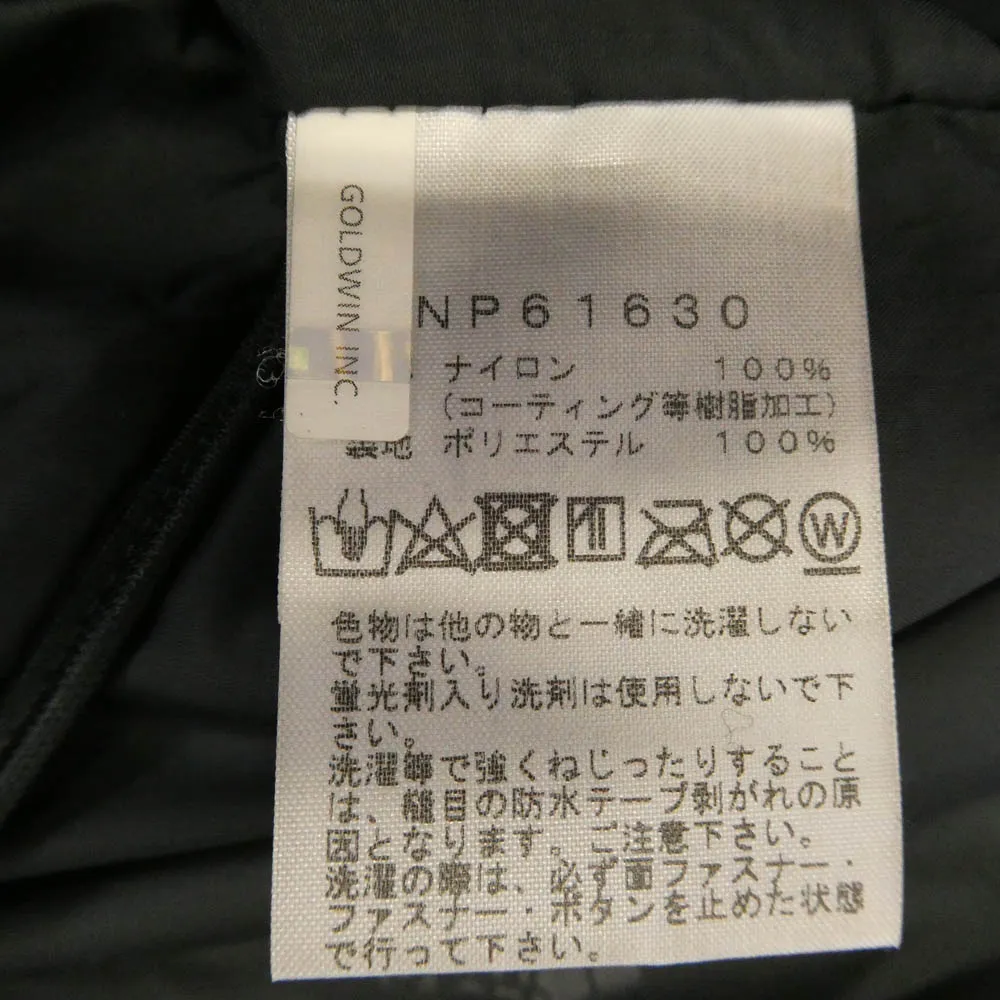 GOLDWIN INC.
NP61630
ナイロン 100%
(コーティング等樹脂加工)
裏地 ポリエステル 100%
W
色物は他の物と一緒に洗濯しない
で下さい。
蛍光剤入り洗剤は使用しないで下
さい。
洗濯等で強くねじったりすること
は、縫目の防水テープ剥がれの原
因となります。ご注意下さい。
洗濯の際は、必ず面ファスナー・
ファスナー・ボタンを止めた状態
で行って下さい。